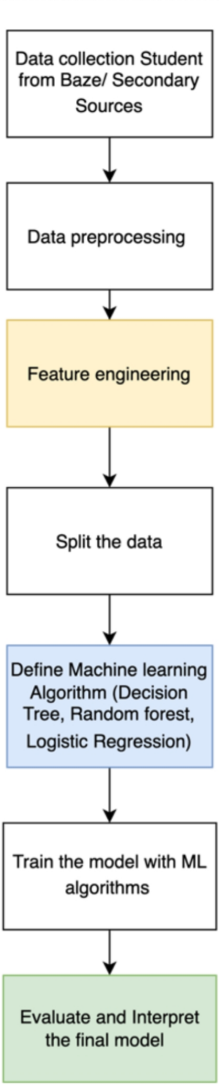 Data collection Student
from Baze/ Secondary
Sources
Data preprocessing
Feature engineering
Split the data
Define Machine learning
Algorithm (Decision
Tree, Random forest,
Logistic Regression)
Train the model with ML
algorithms
Evaluate and Interpret
the final model